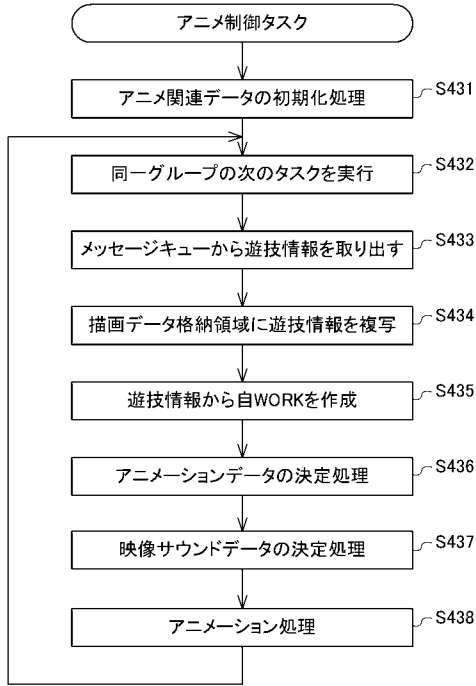 アニメ制御タスク
アニメ関連データの初期化処理
S431
同一グループの次のタスクを実行
S432
メッセージキューから遊技情報を取り出す
S433
描画データ格納領域に遊技情報を複写
S434
遊技情報から自WORKを作成
S435
アニメーションデータの決定処理
S436
映像サウンドデータの決定処理
S437
アニメーション処理
S438